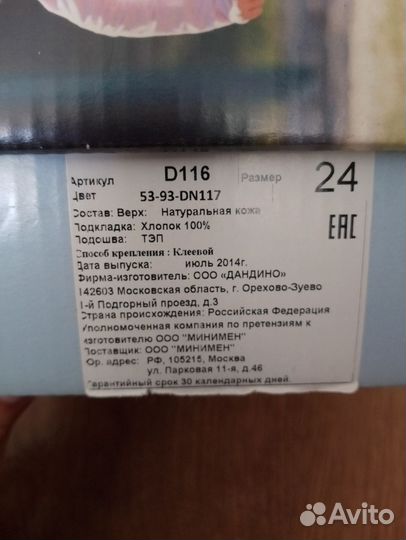 Артикул D116 Размер 24
Цвет 53-93-DN117
Состав: Верх: Натуральная кожа
Подкладка: Хлопок 100%
Подошва: ТЭП
Способ крепления : Клеевой
Дата выпуска: июль 2014г.
Фирма-изготовитель: ООО «ДАНДИНО»
142603 Московская область, г. Орехово-Зуево
1-й Подгорный проезд, д.3
Страна происхождения: Российская Федерация
Уполномоченная компания по претензиям к
изготовителю ООО "МИНИМЕН"
Поставщик: ООО "МИНИМЕН"
Юр. адрес: РФ, 105215, Москва
ул. Парковая 11-я, д.46
Гарантийный срок 30 календарных дней.
EAC
Avito